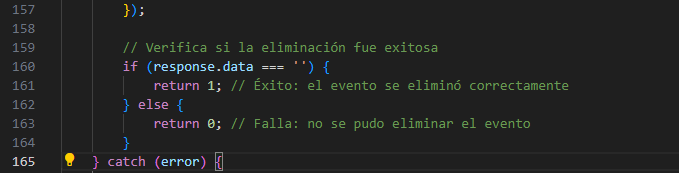 157 });
158
159 // Verifica si la eliminación fue exitosa
160 if (response.data === '') {
161 return 1; // Éxito: el evento se eliminó correctamente
162 } else {
163 return 0; // Falla: no se pudo eliminar el evento
164 }
165 } catch (error) {